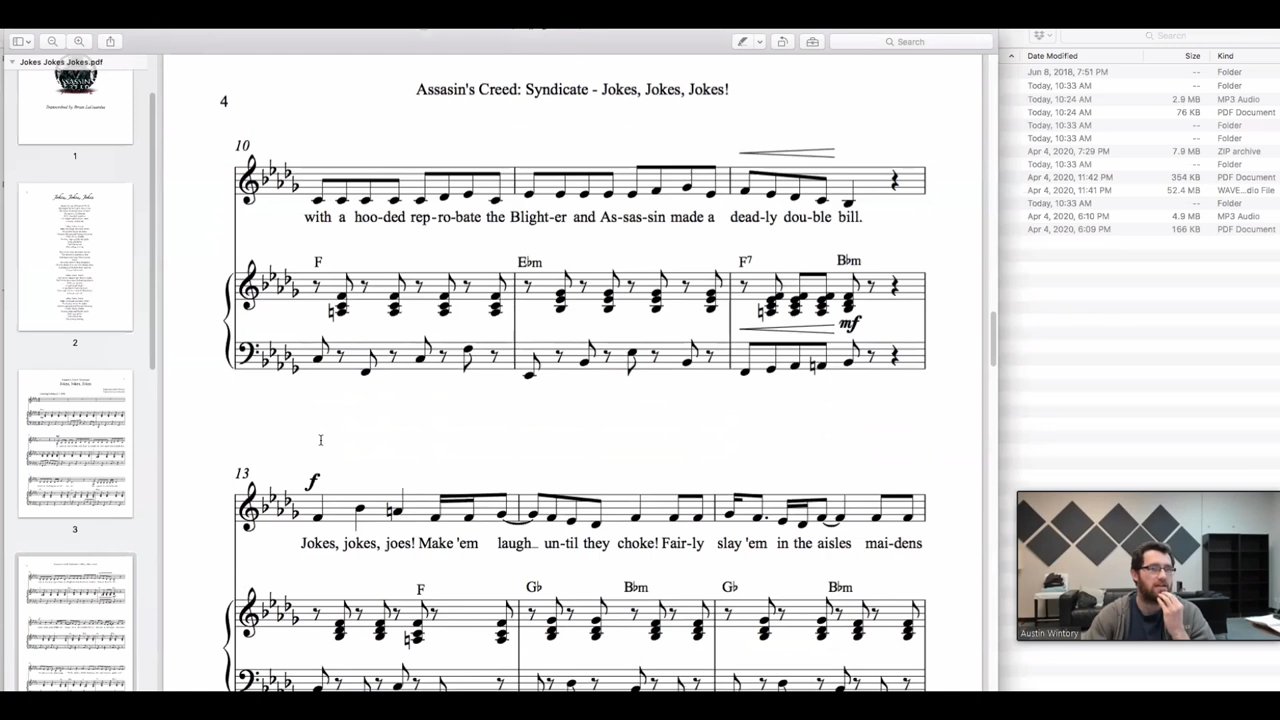 Search
Search
Jokes Jokes Jokes.pdf
Date Modified Size Kind
Jun 8, 2018, 7:51 PM -- Folder
Today, 10:33 AM -- Folder
Today, 10:24 AM 2.9 MB MP3 Audio
Today, 10:24 AM 76 KB PDF Document
Today, 10:33 AM -- Folder
Today, 10:33 AM -- Folder
Apr 4, 2020, 7:29 PM 7.9 MB ZIP archive
Today, 10:33 AM -- Folder
Apr 4, 2020, 11:42 PM 354 KB PDF Document
Apr 4, 2020, 11:41 PM 52.4 MB WAVE...dio File
Apr 4, 2020, 6:10 PM 4.9 MB MP3 Audio
Apr 4, 2020, 6:09 PM 166 KB PDF Document
1
2
3
4
Assasin's Creed: Syndicate - Jokes, Jokes, Jokes!
10
with a hoo-ded rep-ro-bate the Blight-er and As-sas-sin made a dead-ly dou-ble bill.
F E♭m F7 B♭m
mf
13
f
Jokes, jokes, joes! Make 'em laugh... un-til they choke! Fair-ly slay 'em in the aisles mai-dens
F G♭ B♭m G♭ B♭m
Austin Wintory